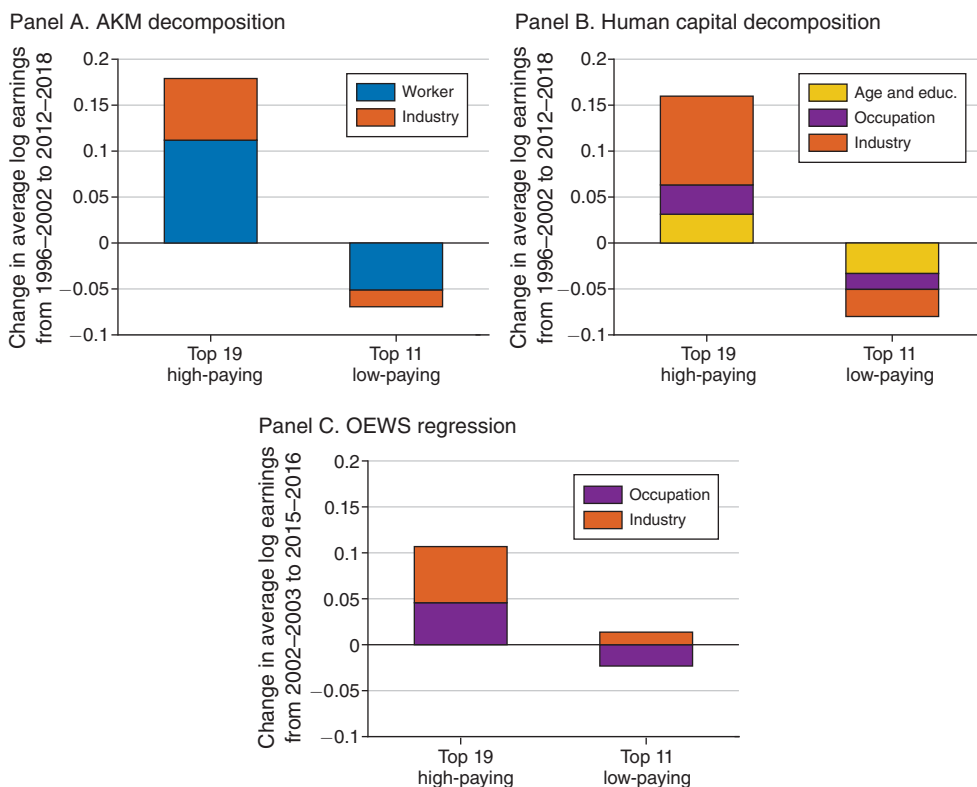 Panel A. AKM decomposition
Change in average log earnings
from 1996–2002 to 2012–2018
0.2
0.15
0.1
0.05
0
−0.05
−0.1
Worker
Industry
Top 19
high-paying
Top 11
low-paying
Panel B. Human capital decomposition
Change in average log earnings
from 1996–2002 to 2012–2018
0.2
0.15
0.1
0.05
0
−0.05
−0.1
Age and educ.
Occupation
Industry
Top 19
high-paying
Top 11
low-paying
Panel C. OEWS regression
Change in average log earnings
from 2002–2003 to 2015–2016
0.2
0.15
0.1
0.05
0
−0.05
−0.1
Occupation
Industry
Top 19
high-paying
Top 11
low-paying